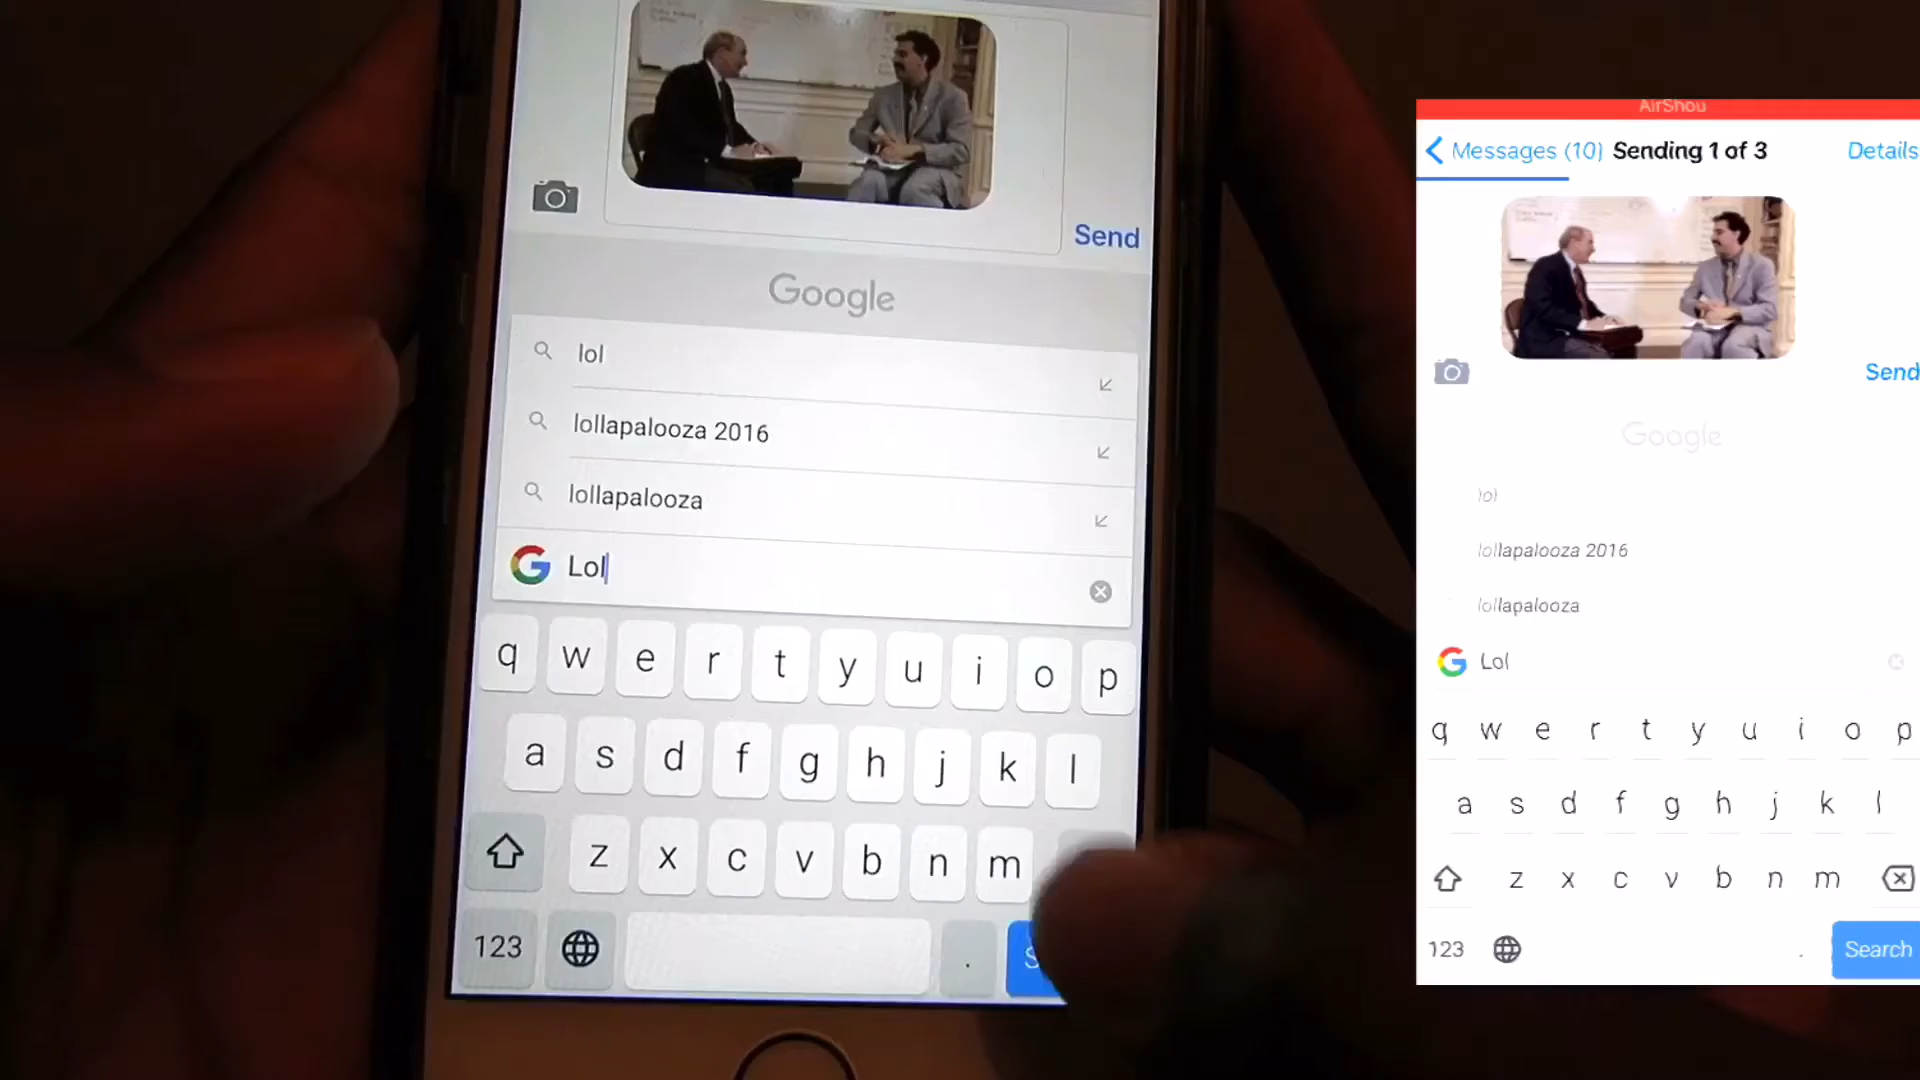 Send
Google
lol
lollapalooza 2016
lollapalooza
Lol
q w e r t y u i o p
a s d f g h j k l
z x c v b n m
123 .
AirShou
Messages (10) Sending 1 of 3 Details
Send
Google
lol
lollapalooza 2016
lollapalooza
Lol
q w e r t y u i o p
a s d f g h j k l
z x c v b n m
123 . Search